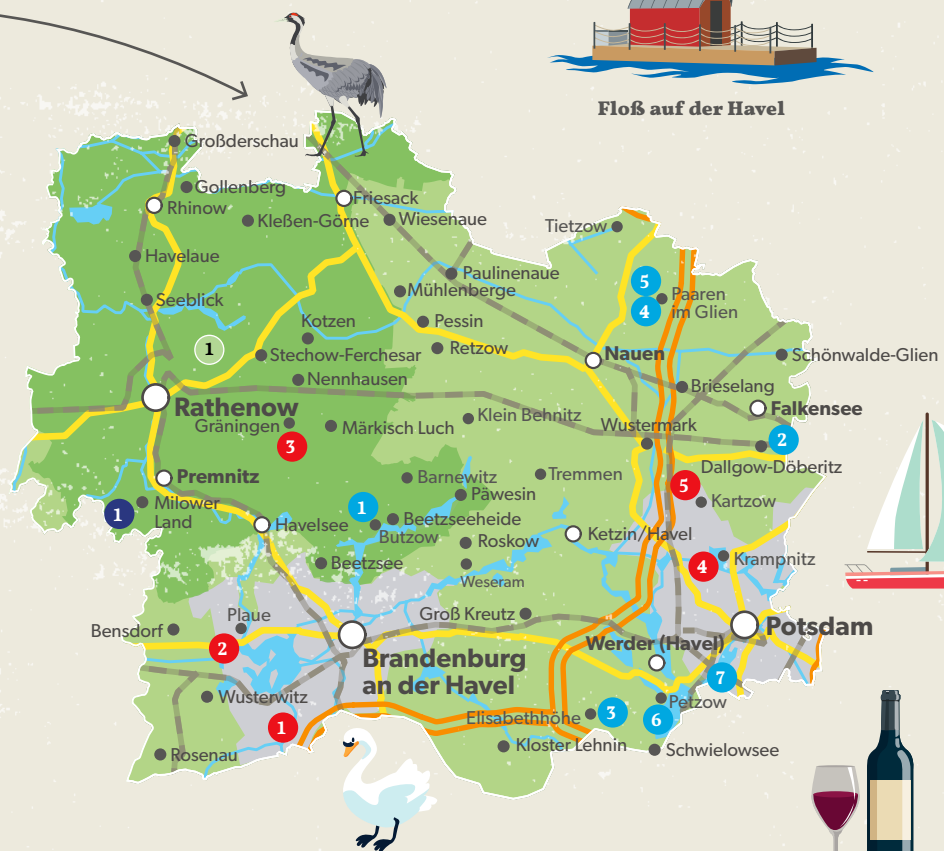 Floß auf der Havel
Großderschau
Gollenberg
Rhinow
Friesack
Kleßen-Görne
Wiesenaue
Tietzow
Havelaue
Paulinenaue
5
Mühlenberge
Paaren
im Glien
4
Seeblick
Kotzen
Pessin
1
Stechow-Ferchesar
Retzow
Nauen
Schönwalde-Glien
Nennhausen
Brieselang
Rathenow
Falkensee
Gräningen
Märkisch Luch
Klein Behnitz
Wustermark
3
2
Dallgow-Döberitz
Premnitz
Barnewitz
Tremmen
5
Päwesin
Kartzow
1
Milower
Land
1
Havelsee
Beetzseeheide
Butzow
Roskow
Ketzin/Havel
Beetzsee
Weseram
4
Krampnitz
Plaue
Groß Kreutz
Bensdorf
Potsdam
2
Werder (Havel)
Brandenburg
an der Havel
7
Wusterwitz
Petzow
Elisabethhöhe
3
6
1
Rosenau
Kloster Lehnin
Schwielowsee